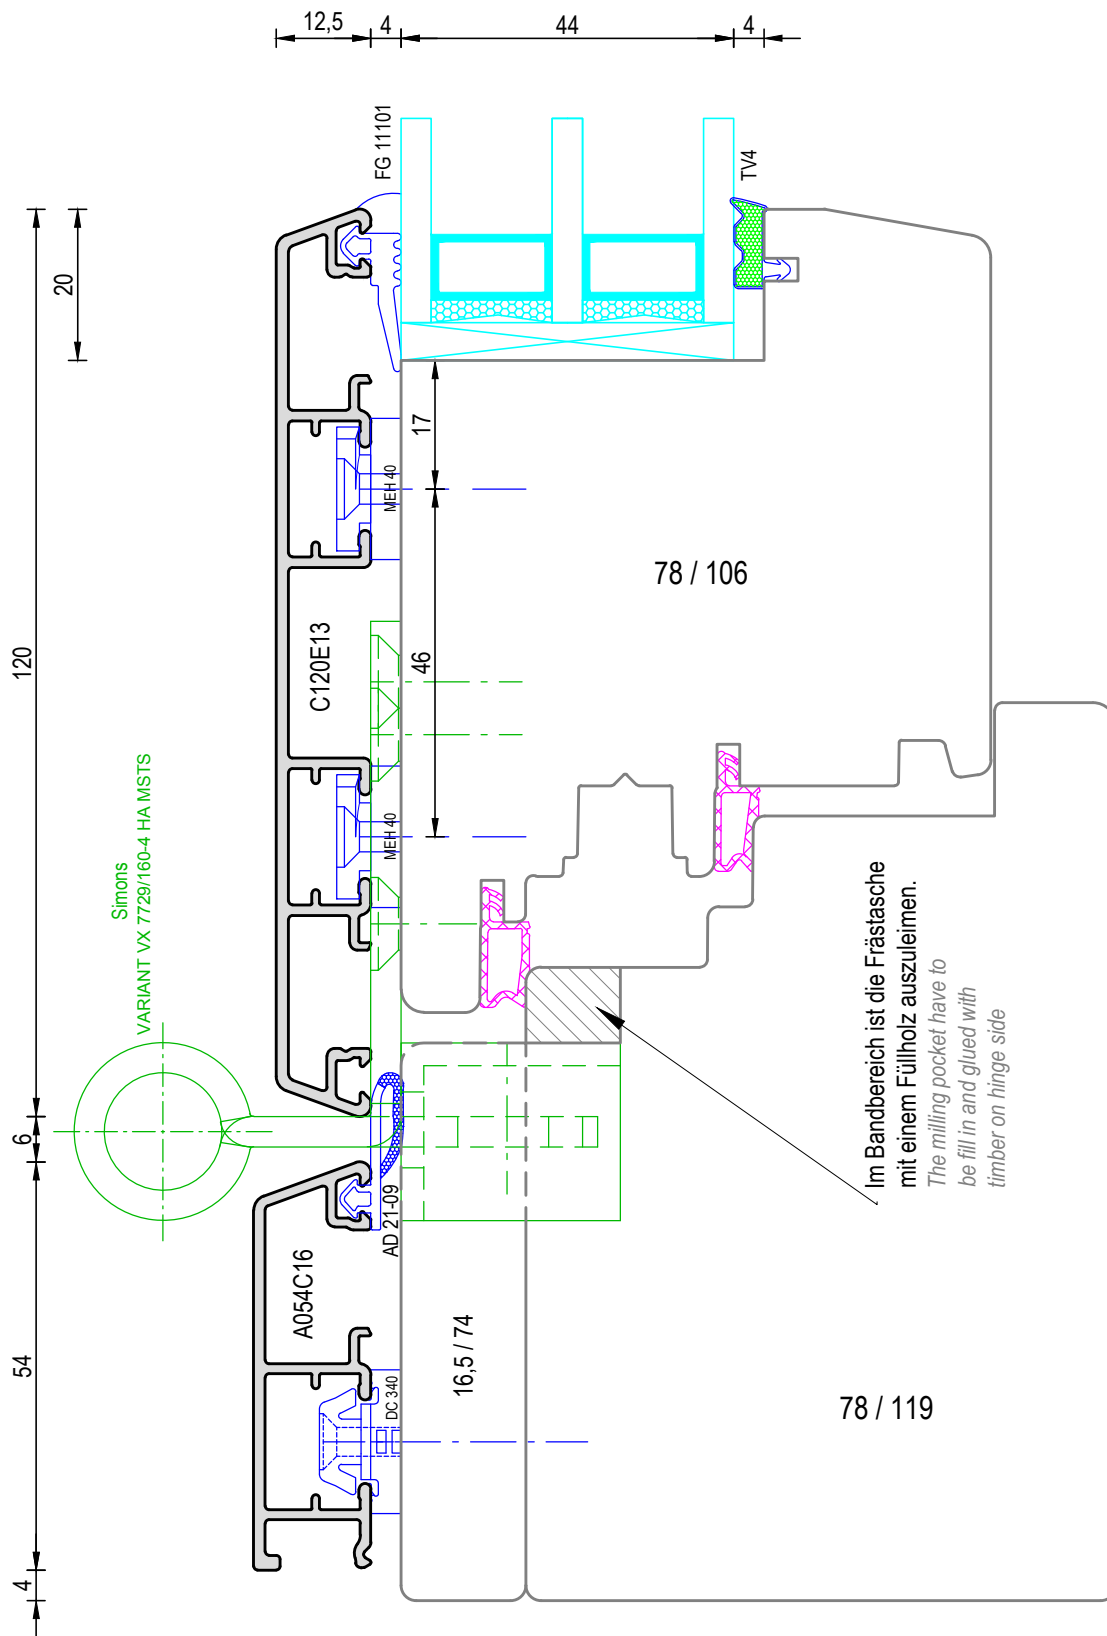 12,5
4
44
4
FG 11101
TV4
20
17
MEH 40
78 / 106
120
C120E13
46
Simons
VARIANT VX 7729/160-4 HA MSTS
MEH 40
Im Bandbereich ist die Frästasche
mit einem Füllholz auszuleimen.
The milling pocket have to
be fill in and glued with
timber on hinge side
6
AD 21-09
A054C16
54
16,5 / 74
DC 340
78 / 119
4